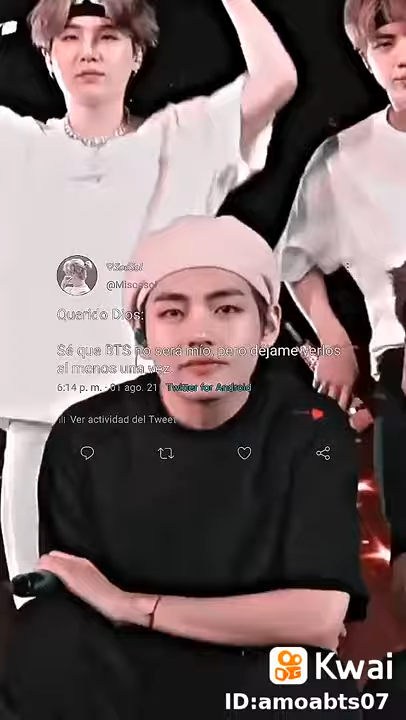 @Misossol
Querido Dios:
Sé que BTS no será mío, pero déjame verlos
al menos una vez.
6:14 p. m. · 01 ago. 21 · Twitter for Android
Ver actividad del Tweet
Kwai
ID:amoabts07